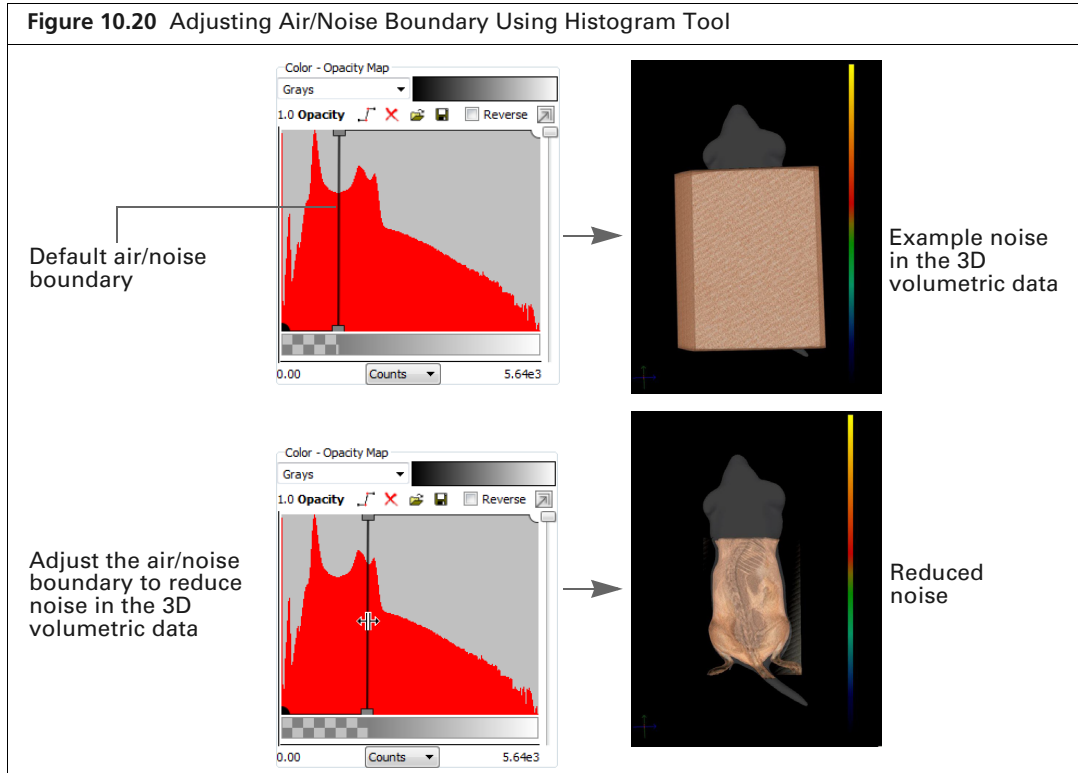 Figure 10.20 Adjusting Air/Noise Boundary Using Histogram Tool
Color - Opacity Map
Grays
1.0 Opacity
Reverse
Default air/noise
boundary
0.00
Counts
5.64e3
Example noise
in the 3D
volumetric data
Color - Opacity Map
Grays
1.0 Opacity
Reverse
Adjust the air/noise
boundary to reduce
noise in the 3D
volumetric data
0.00
Counts
5.64e3
Reduced
noise